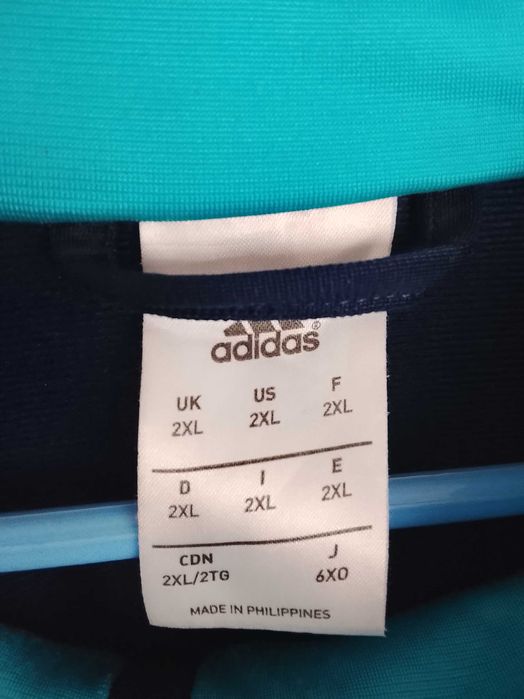 adidas®
UK US F
2XL 2XL 2XL
D I E
2XL 2XL 2XL
CDN J
2XL/2TG 6XO
MADE IN PHILIPPINES